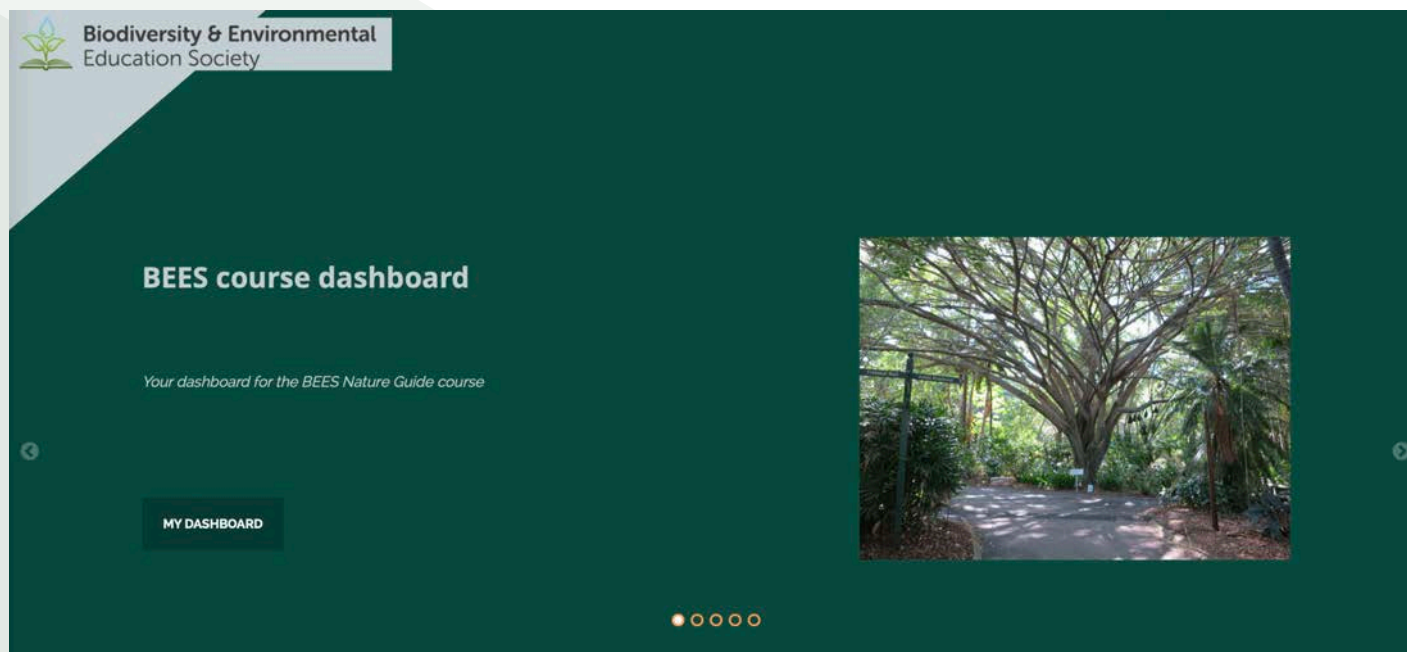 Biodiversity & Environmental
Education Society
BEES course dashboard
Your dashboard for the BEES Nature Guide course
MY DASHBOARD